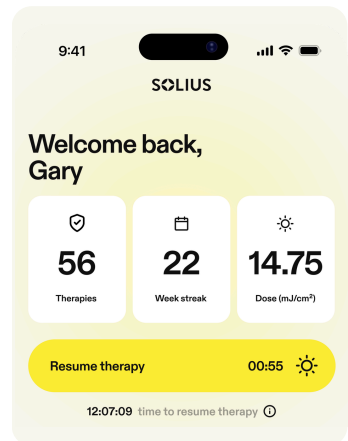 9:41
SOLIUS
Welcome back,
Gary
56
Therapies
22
Week streak
14.75
Dose (mJ/cm²)
Resume therapy 00:55
12:07:09 time to resume therapy